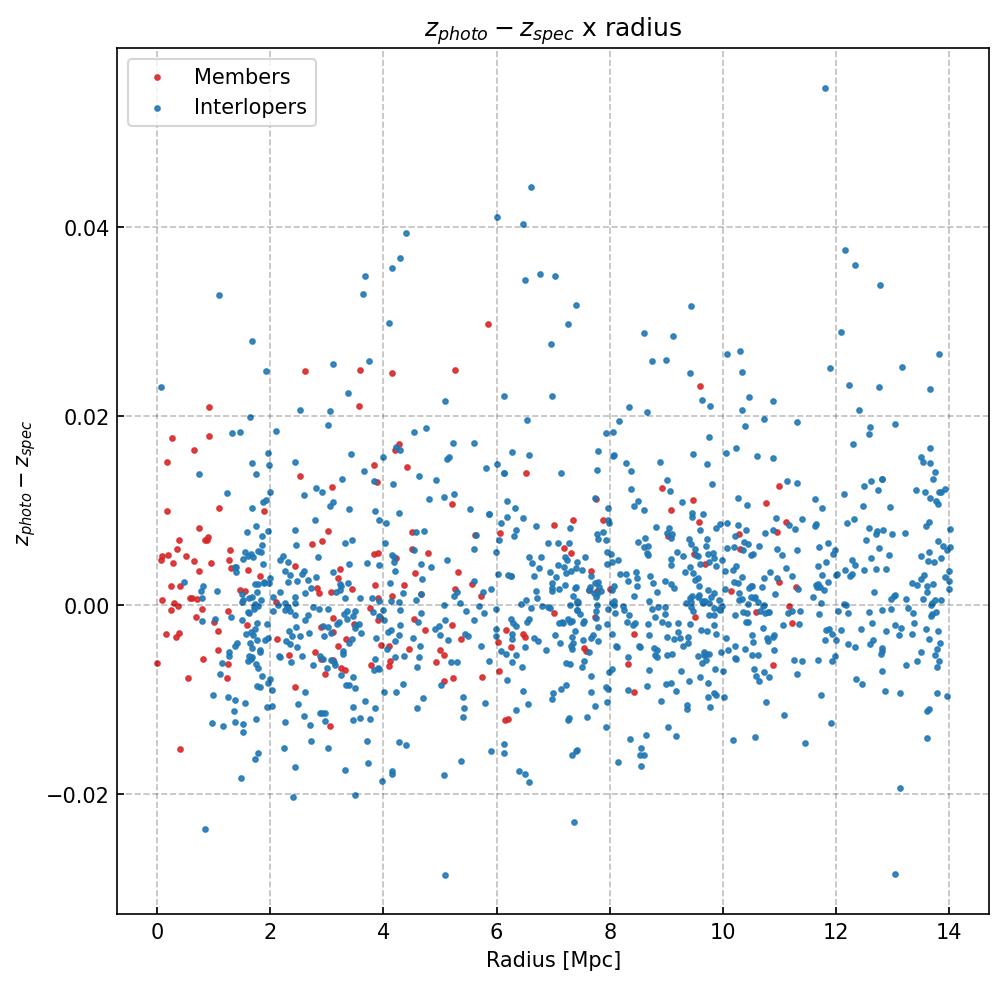 z_photo − z_spec x radius
Members
Interlopers
0.04
0.02
0.00
−0.02
z_photo − z_spec
0 2 4 6 8 10 12 14
Radius [Mpc]